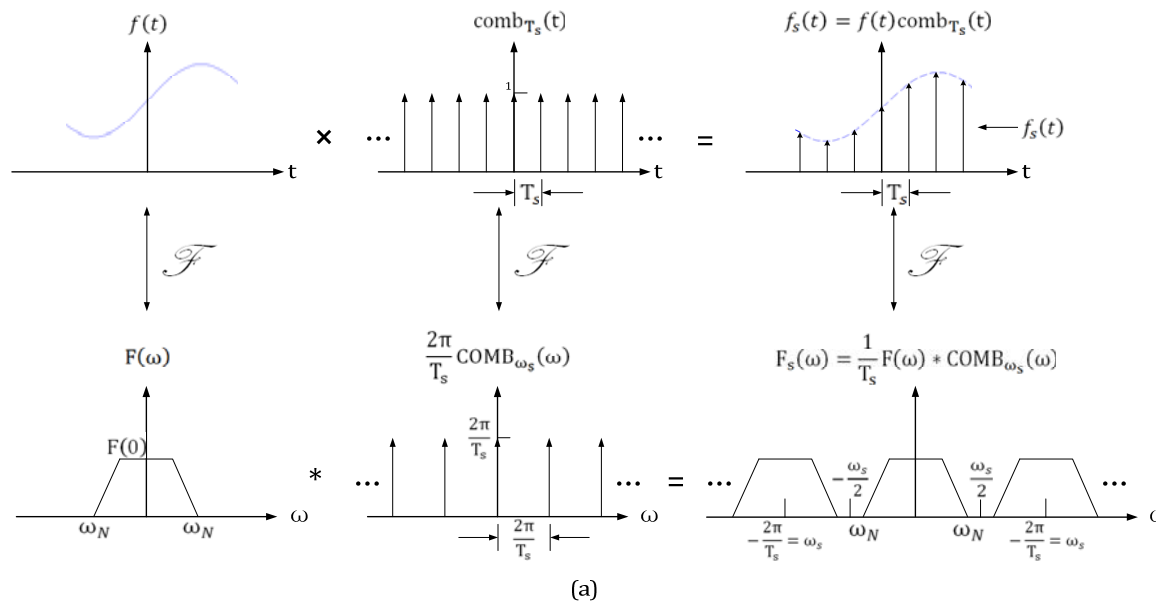 f(t)
comb_{T_s}(t)
f_s(t) = f(t)comb_{T_s}(t)
1
×
...
...
=
f_s(t)
t
t
t
T_s
T_s
ℱ
ℱ
ℱ
F(ω)
2π/T_s COMB_{ω_s}(ω)
F_s(ω) = 1/T_s F(ω) * COMB_{ω_s}(ω)
F(0)
2π/T_s
*
...
...
=
...
-ω_s/2
ω_s/2
...
ω_N
ω_N
ω
2π/T_s
ω
-2π/T_s = ω_s
ω_N
ω_N
-2π/T_s = ω_s
(a)